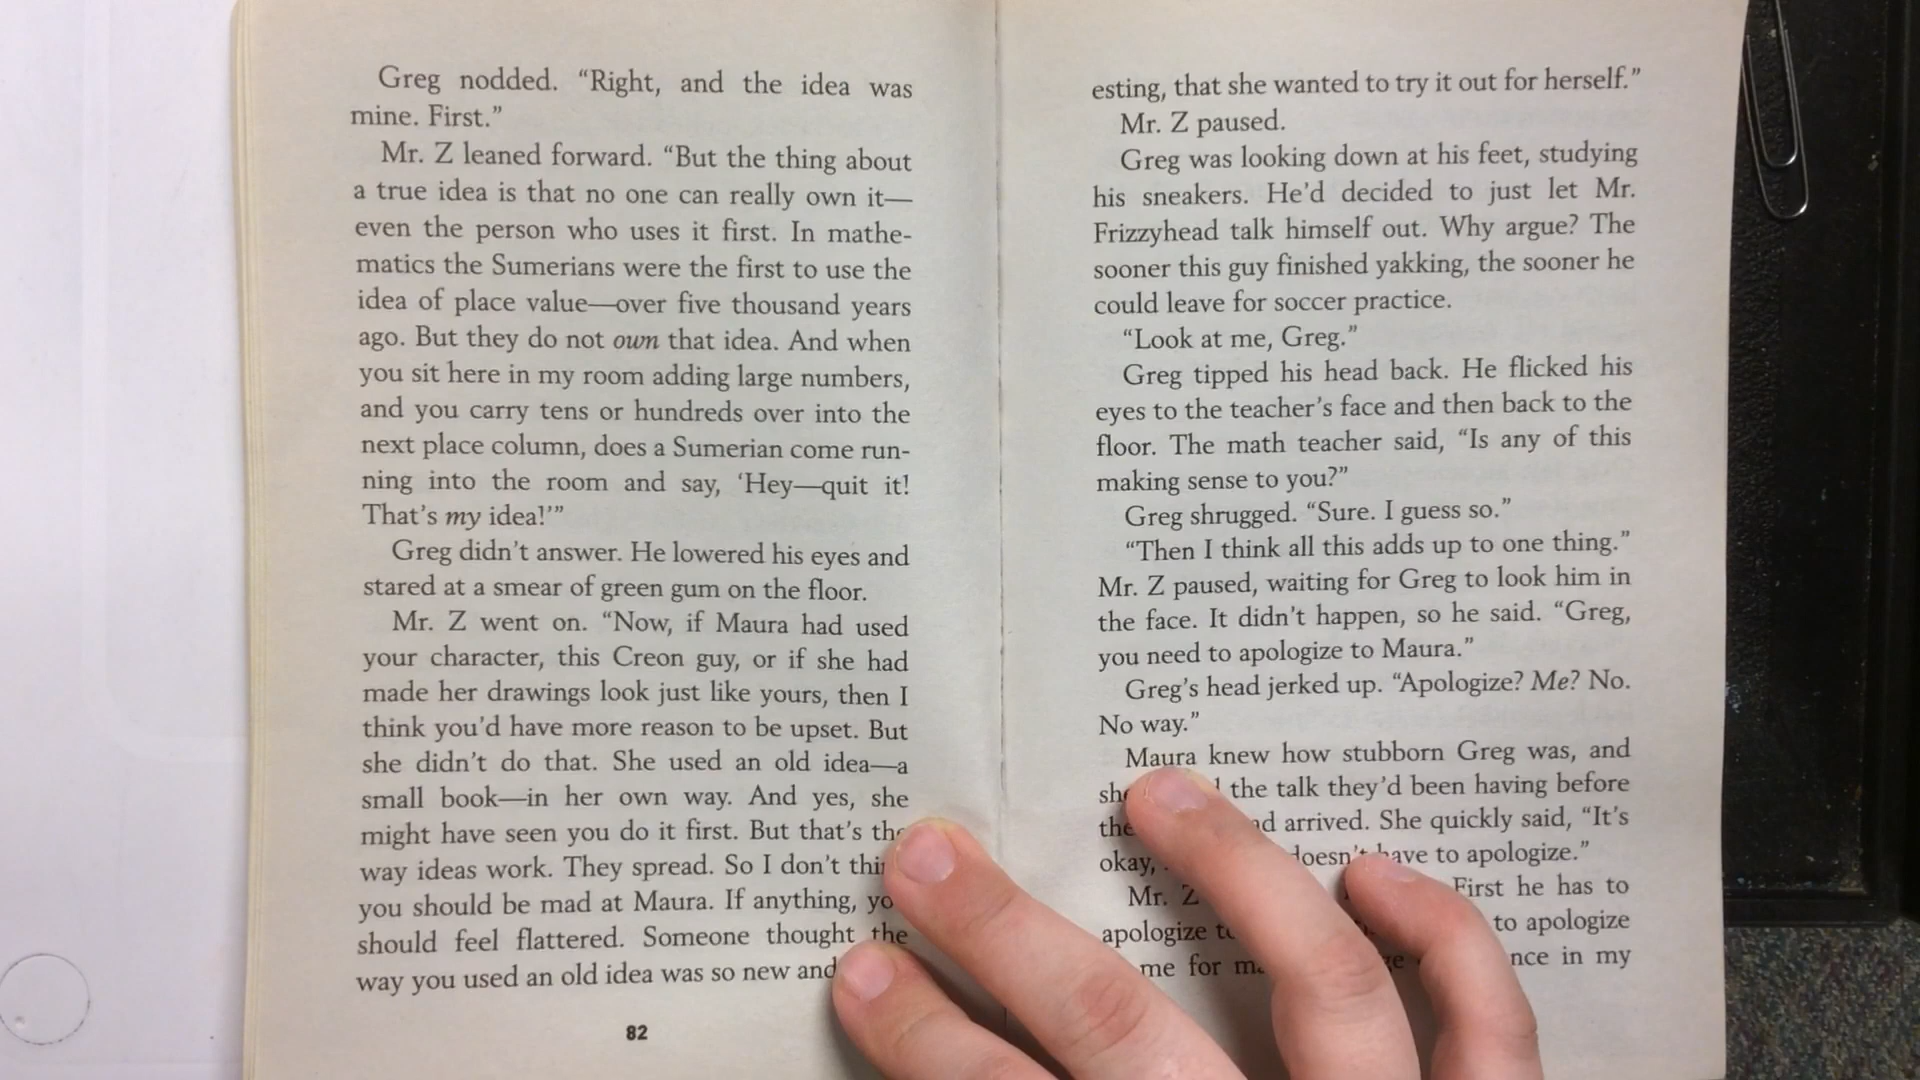 Greg nodded. “Right, and the idea was
mine. First.”
Mr. Z leaned forward. “But the thing about
a true idea is that no one can really own it—
even the person who uses it first. In mathe-
matics the Sumerians were the first to use the
idea of place value—over five thousand years
ago. But they do not own that idea. And when
you sit here in my room adding large numbers,
and you carry tens or hundreds over into the
next place column, does a Sumerian come run-
ning into the room and say, ‘Hey—quit it!
That’s my idea!’”
Greg didn’t answer. He lowered his eyes and
stared at a smear of green gum on the floor.
Mr. Z went on. “Now, if Maura had used
your character, this Creon guy, or if she had
made her drawings look just like yours, then I
think you’d have more reason to be upset. But
she didn’t do that. She used an old idea—a
small book—in her own way. And yes, she
might have seen you do it first. But that’s the
way ideas work. They spread. So I don’t
you should be mad at Maura. If anything,
should feel flattered. Someone thought the
way you used an old idea was so new and
82
esting, that she wanted to try it out for herself.”
Mr. Z paused.
Greg was looking down at his feet, studying
his sneakers. He’d decided to just let Mr.
Frizzyhead talk himself out. Why argue? The
sooner this guy finished yakking, the sooner he
could leave for soccer practice.
“Look at me, Greg.”
Greg tipped his head back. He flicked his
eyes to the teacher’s face and then back to the
floor. The math teacher said, “Is any of this
making sense to you?”
Greg shrugged. “Sure. I guess so.”
“Then I think all this adds up to one thing.”
Mr. Z paused, waiting for Greg to look him in
the face. It didn’t happen, so he said. “Greg,
you need to apologize to Maura.”
Greg’s head jerked up. “Apologize? Me? No.
No way.”
Maura knew how stubborn Greg was, and
the talk they’d been having before
arrived. She quickly said, “It’s
okay, doesn’t have to apologize.”
Mr. Z First he has to
apologize to apologize
me for in my